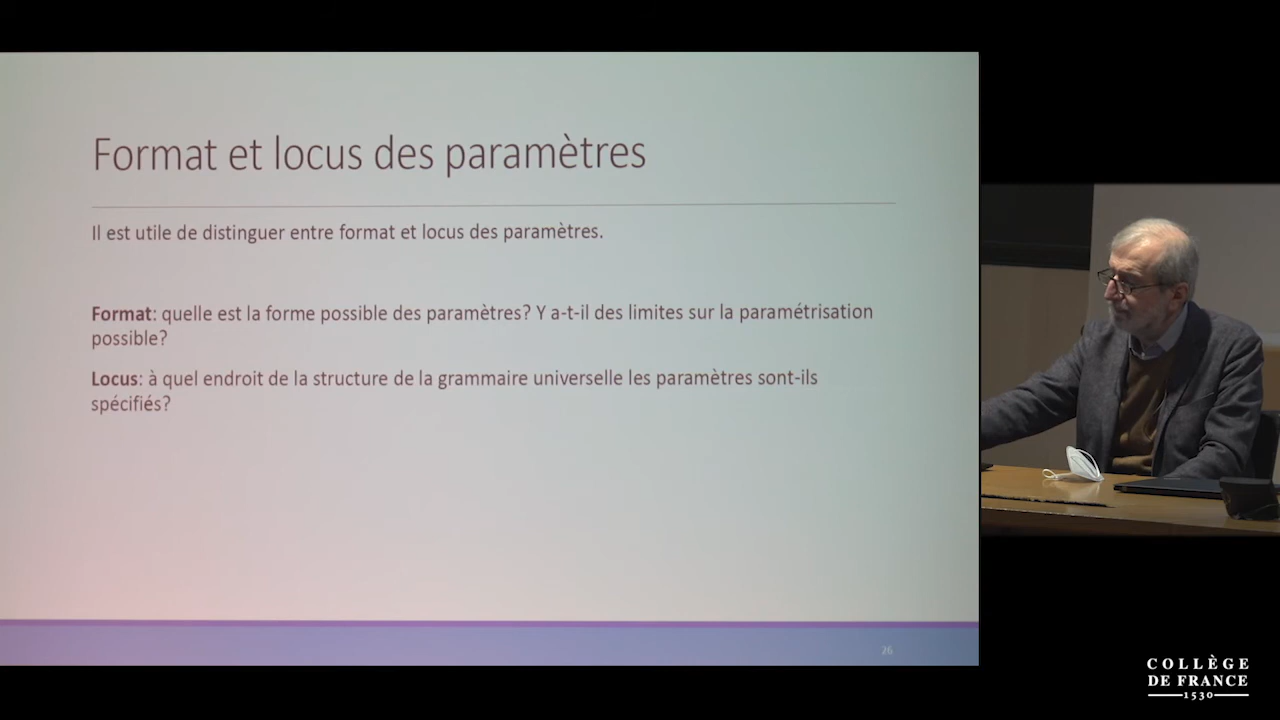 Format et locus des paramètres
Il est utile de distinguer entre format et locus des paramètres.
Format: quelle est la forme possible des paramètres? Y a-t-il des limites sur la paramétrisation
possible?
Locus: à quel endroit de la structure de la grammaire universelle les paramètres sont-ils
spécifiés?
26
COLLÈGE
DE FRANCE
1530